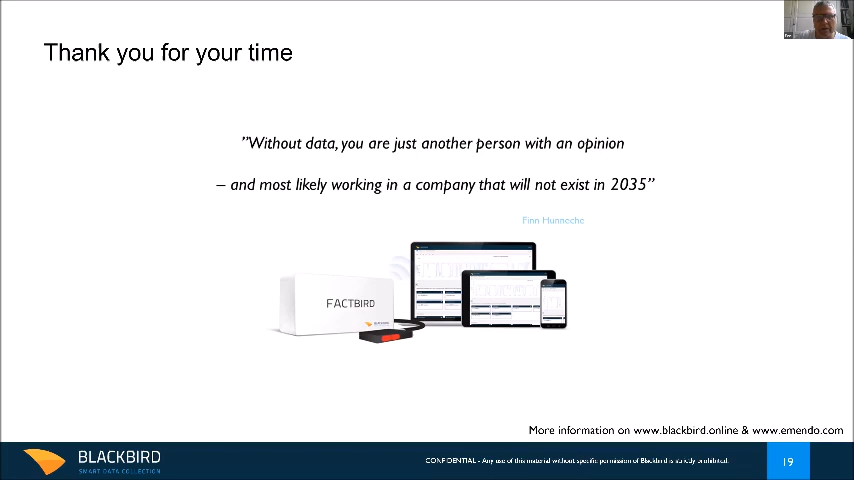 Thank you for your time
”Without data, you are just another person with an opinion
– and most likely working in a company that will not exist in 2035”
Finn Hunneche
FACTBIRD
BLACKBIRD
More information on www.blackbird.online & www.emendo.com
BLACKBIRD
SMART DATA COLLECTION
CONFIDENTIAL - Any use of this material without specific permission of Blackbird is strictly prohibited.
19